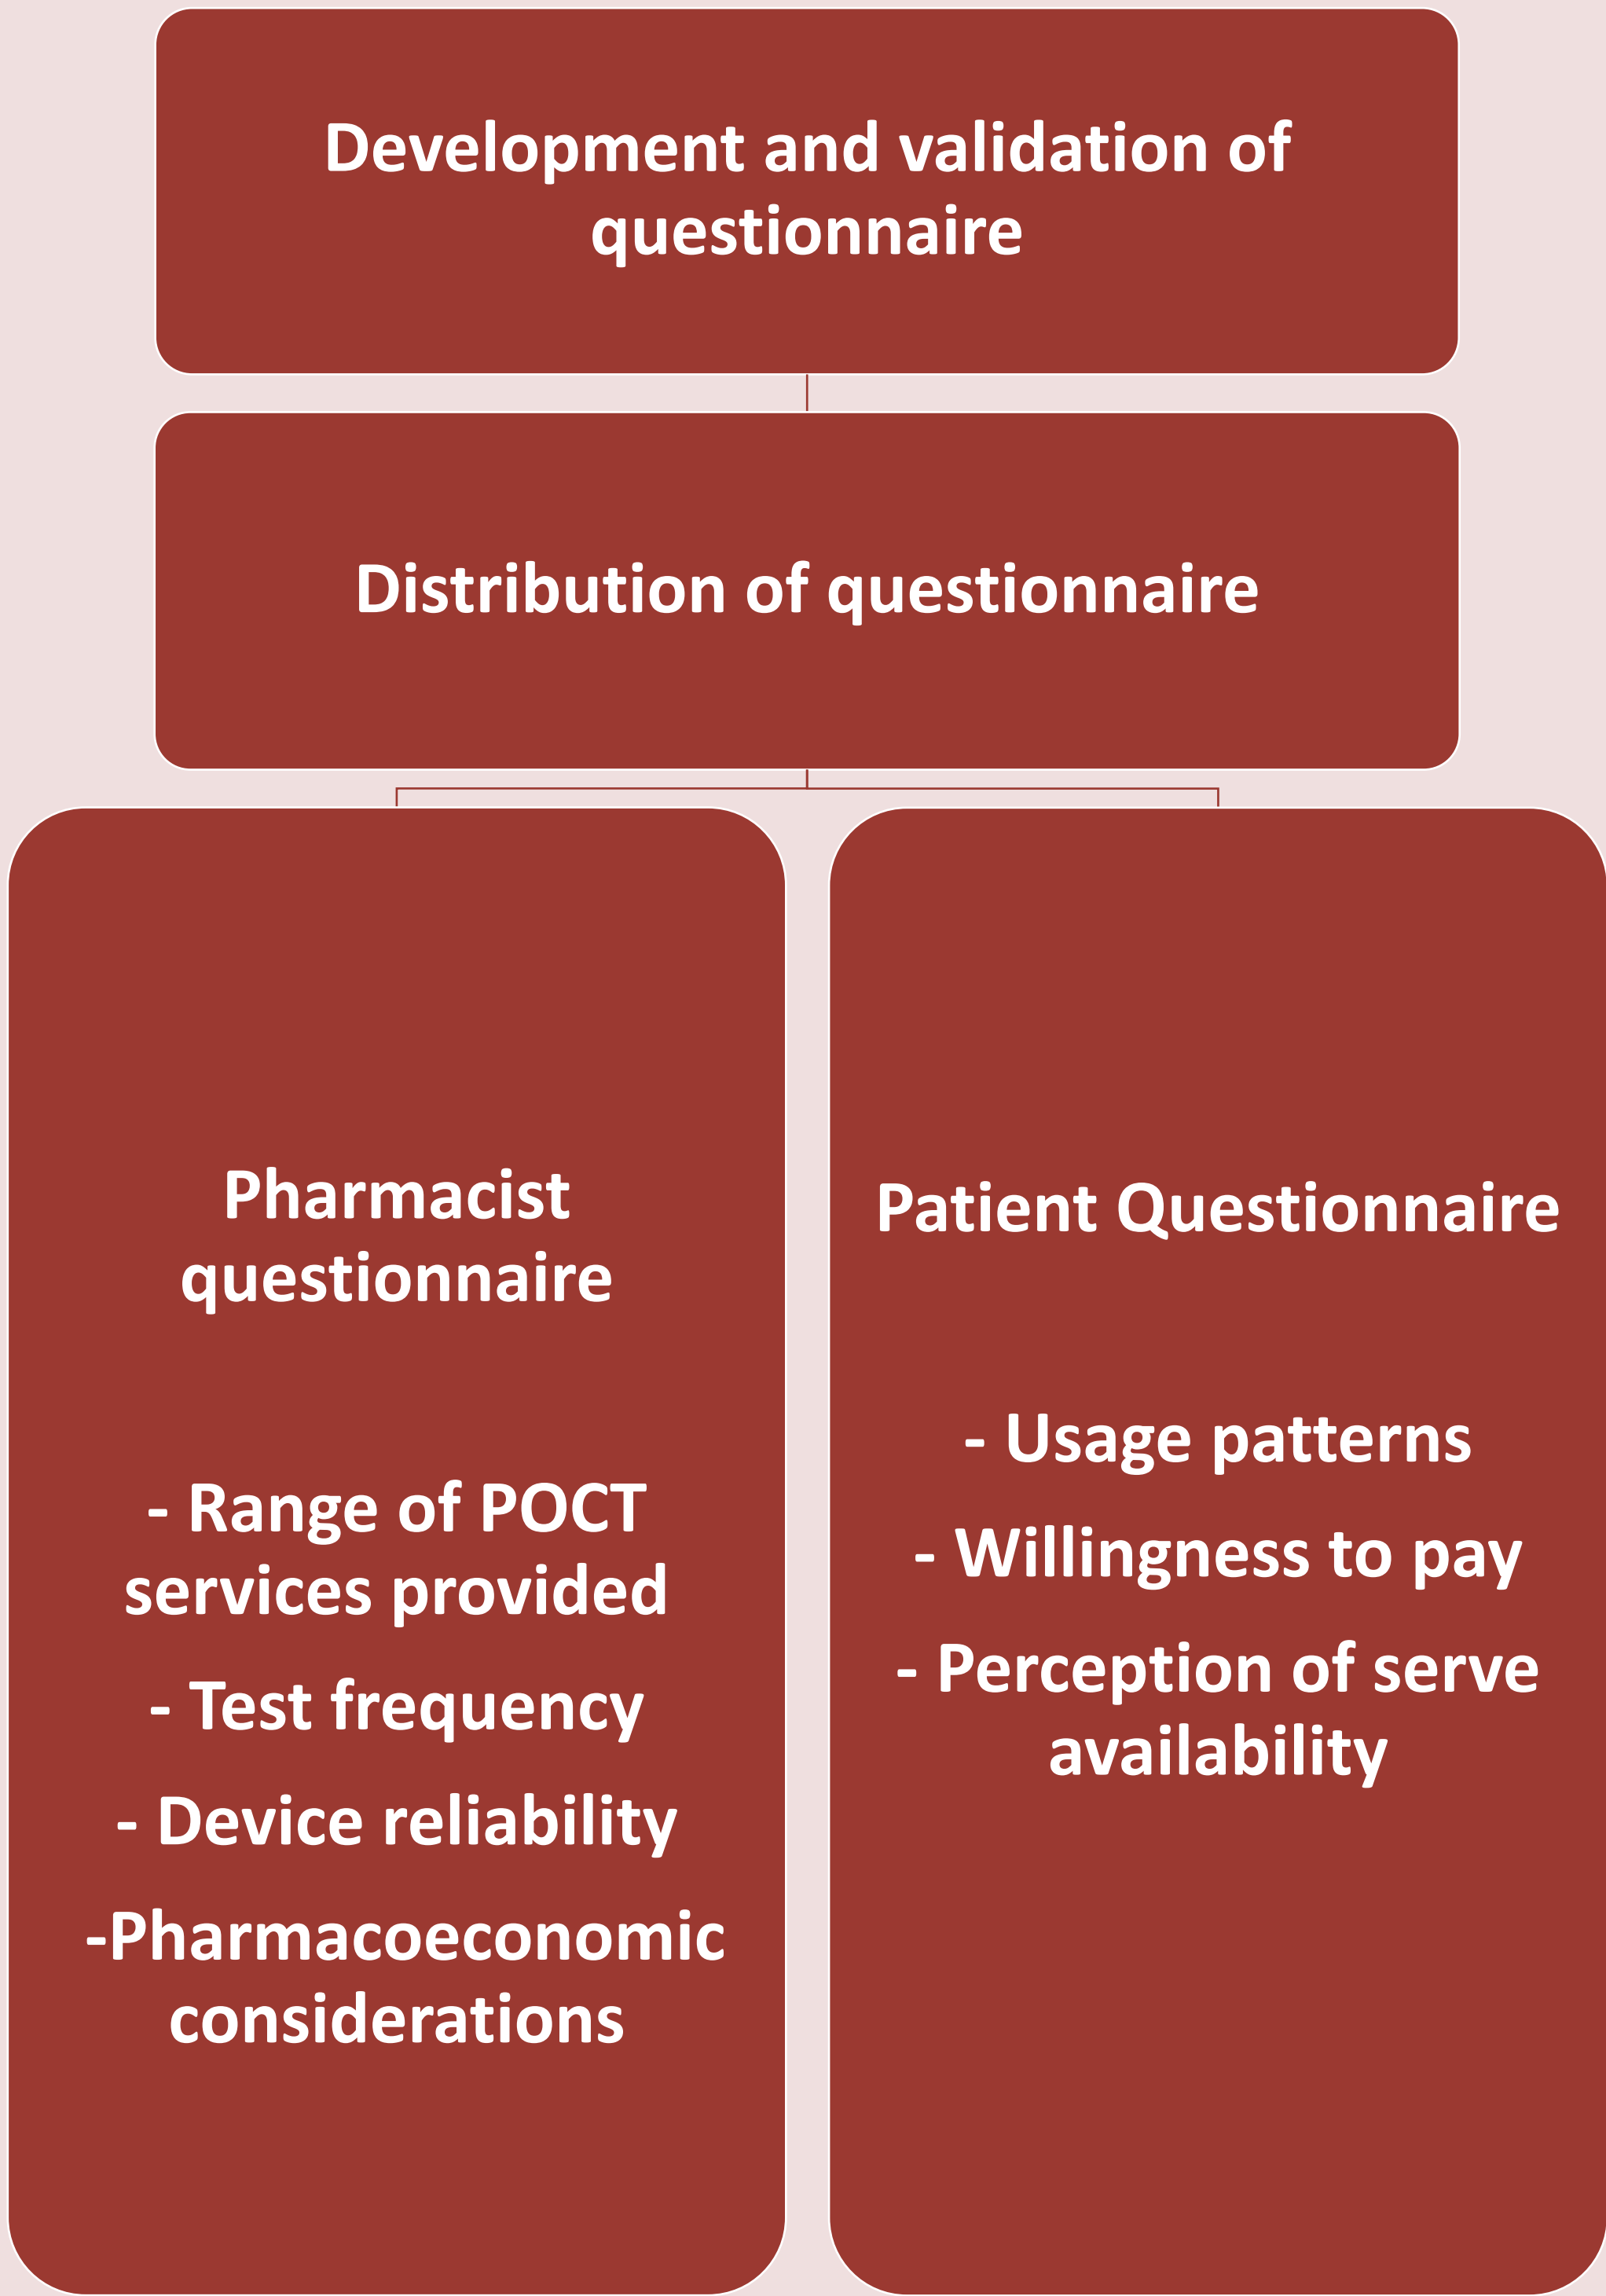 Development and validation of
questionnaire
Distribution of questionnaire
Pharmacist
questionnaire
- Range of POCT
services provided
- Test frequency
- Device reliability
-Pharmacoeconomic
considerations
Patient Questionnaire
- Usage patterns
- Willingness to pay
- Perception of serve
availability